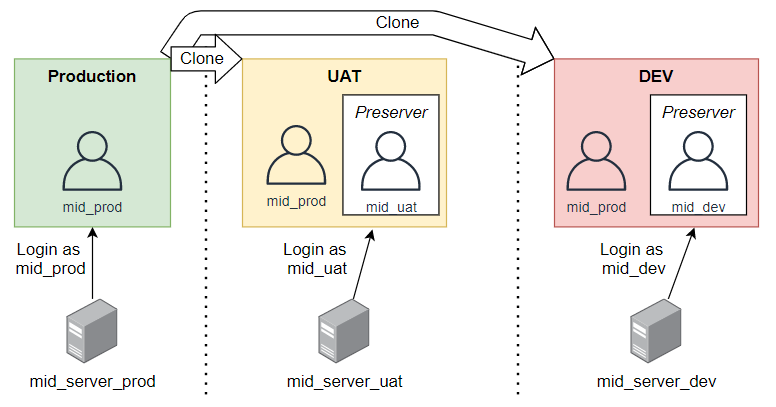 Clone
Clone
Production
UAT
DEV
Preserver
Preserver
mid_prod
mid_prod
mid_uat
mid_prod
mid_dev
Login as
mid_prod
Login as
mid_uat
Login as
mid_dev
mid_server_prod
mid_server_uat
mid_server_dev